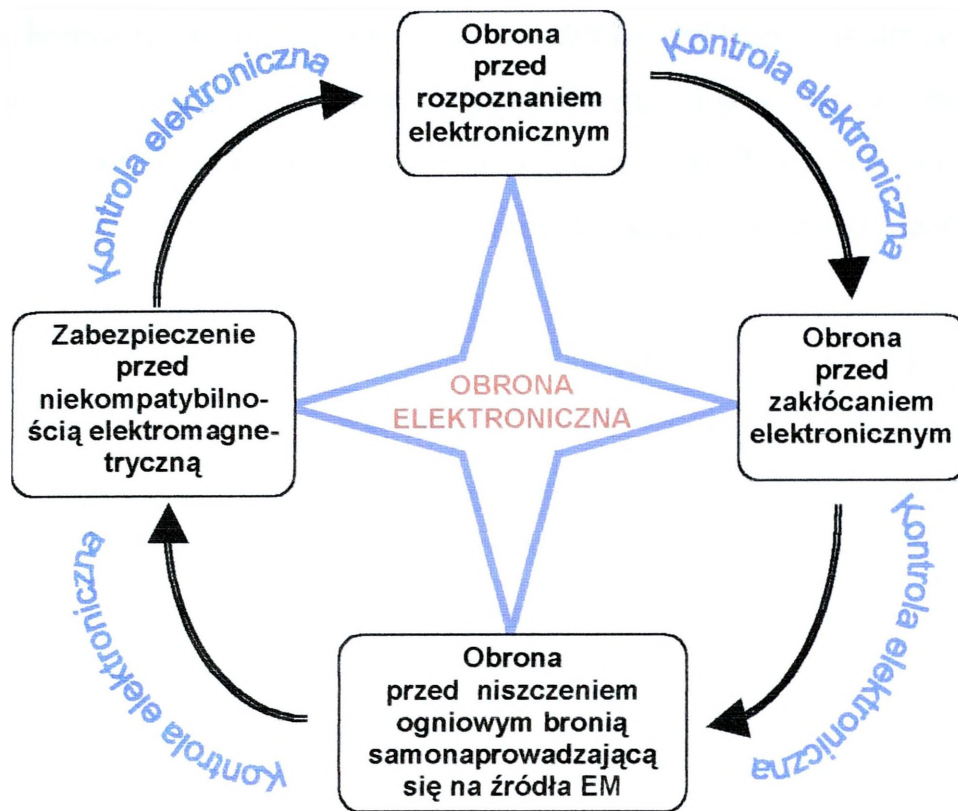 Obrona
przed
rozpoznaniem
elektronicznym
Kontrola elektroniczna
Obrona
przed
zakłócaniem
elektronicznym
Kontrola elektroniczna
Obrona
przed niszczeniem
ogniowym bronią
samonaprowadzającą
się na źródła EM
Kontrola elektroniczna
Zabezpieczenie
przed
niekompatybilno-
ścią elektromagne-
tryczną
Kontrola elektroniczna
OBRONA
ELEKTRONICZNA